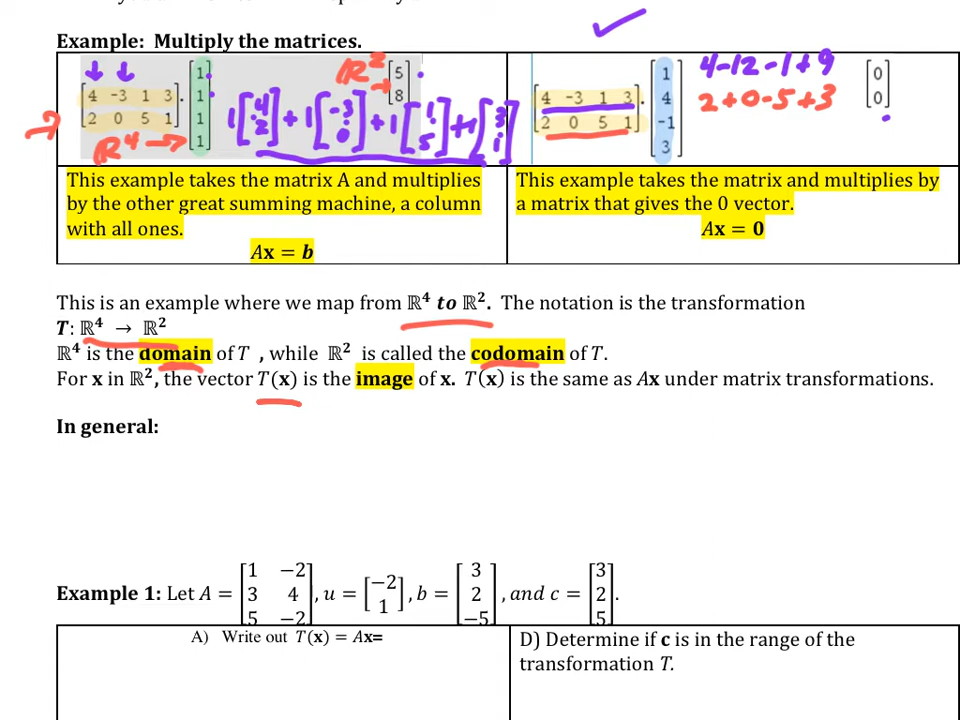 Example: Multiply the matrices.
[4 -3 1 3
2 0 5 1] · [1
1
1
1]
[5
8]
ℝ²
ℝ⁴ →
1[4
2] + 1[-3
0] + 1[1
5] + 1[3
1]
[4 -3 1 3
2 0 5 1] · [1
4
-1
3]
4-12-1+9
2+0-5+3
[0
0]
This example takes the matrix A and multiplies
by the other great summing machine, a column
with all ones.
Ax = b
This example takes the matrix and multiplies by
a matrix that gives the 0 vector.
Ax = 0
This is an example where we map from ℝ⁴ to ℝ². The notation is the transformation
T: ℝ⁴ → ℝ²
ℝ⁴ is the domain of T , while ℝ² is called the codomain of T.
For x in ℝ², the vector T(x) is the image of x. T(x) is the same as Ax under matrix transformations.
In general:
Example 1: Let A = [1 -2
3 4
5 -2], u = [-2
1], b = [3
2
-5], and c = [3
2
5].
A) Write out T(x) = Ax=
D) Determine if c is in the range of the
transformation T.